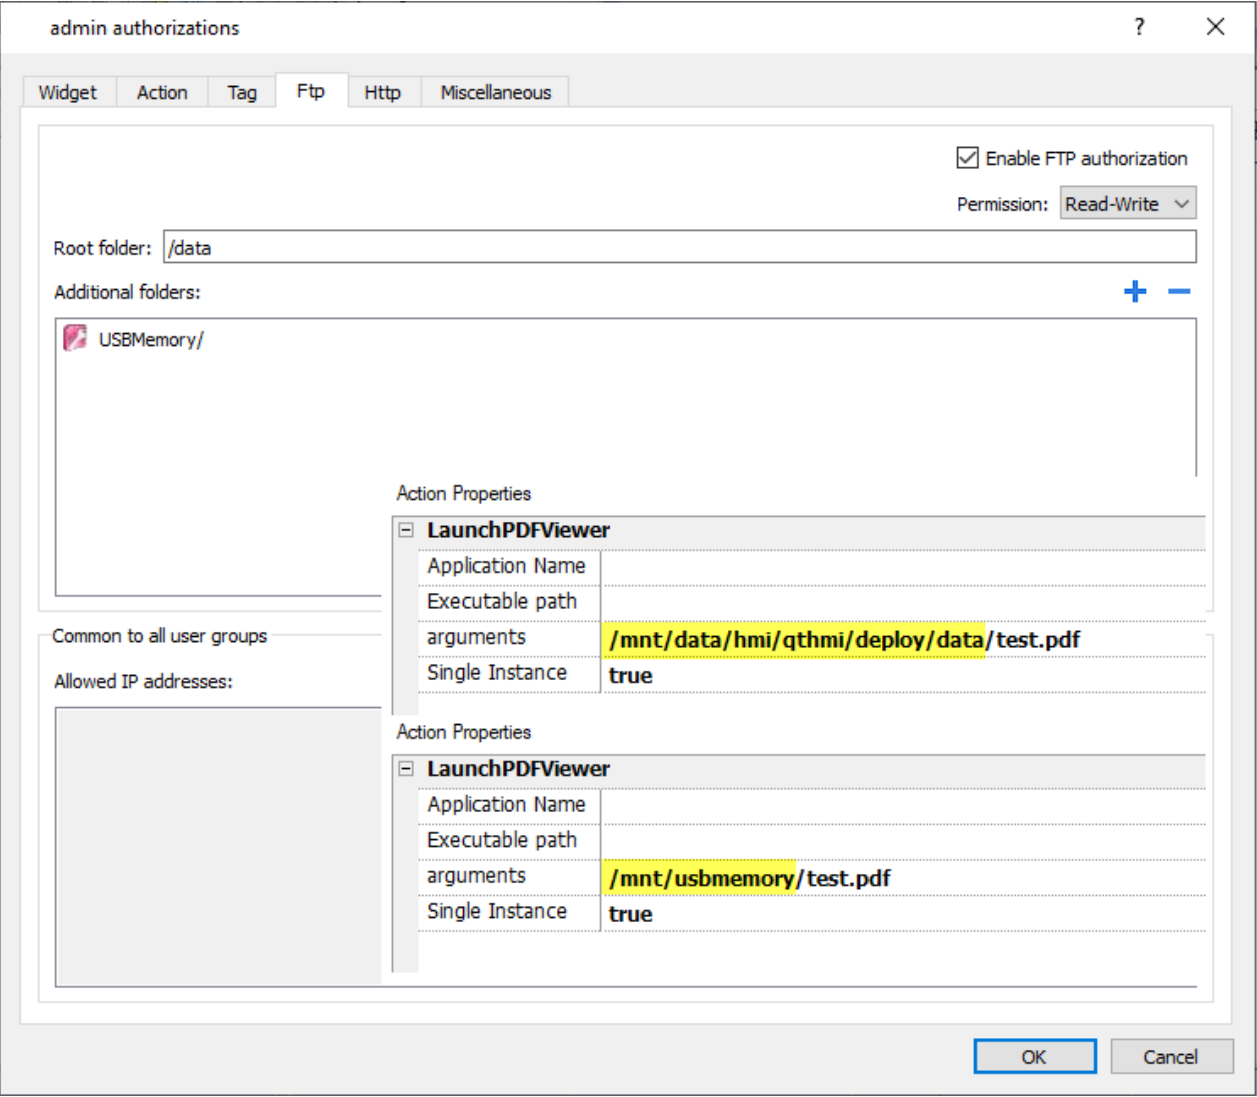 admin authorizations ?
Widget Action Tag Ftp Http Miscellaneous
Enable FTP authorization
Permission: Read-Write
Root folder: /data
Additional folders:
USBMemory/
Action Properties
LaunchPDFViewer
Application Name
Executable path
arguments /mnt/data/hmi/qthmi/deploy/data/test.pdf
Single Instance true
Common to all user groups
Allowed IP addresses:
Action Properties
LaunchPDFViewer
Application Name
Executable path
arguments /mnt/usbmemory/test.pdf
Single Instance true
OK Cancel